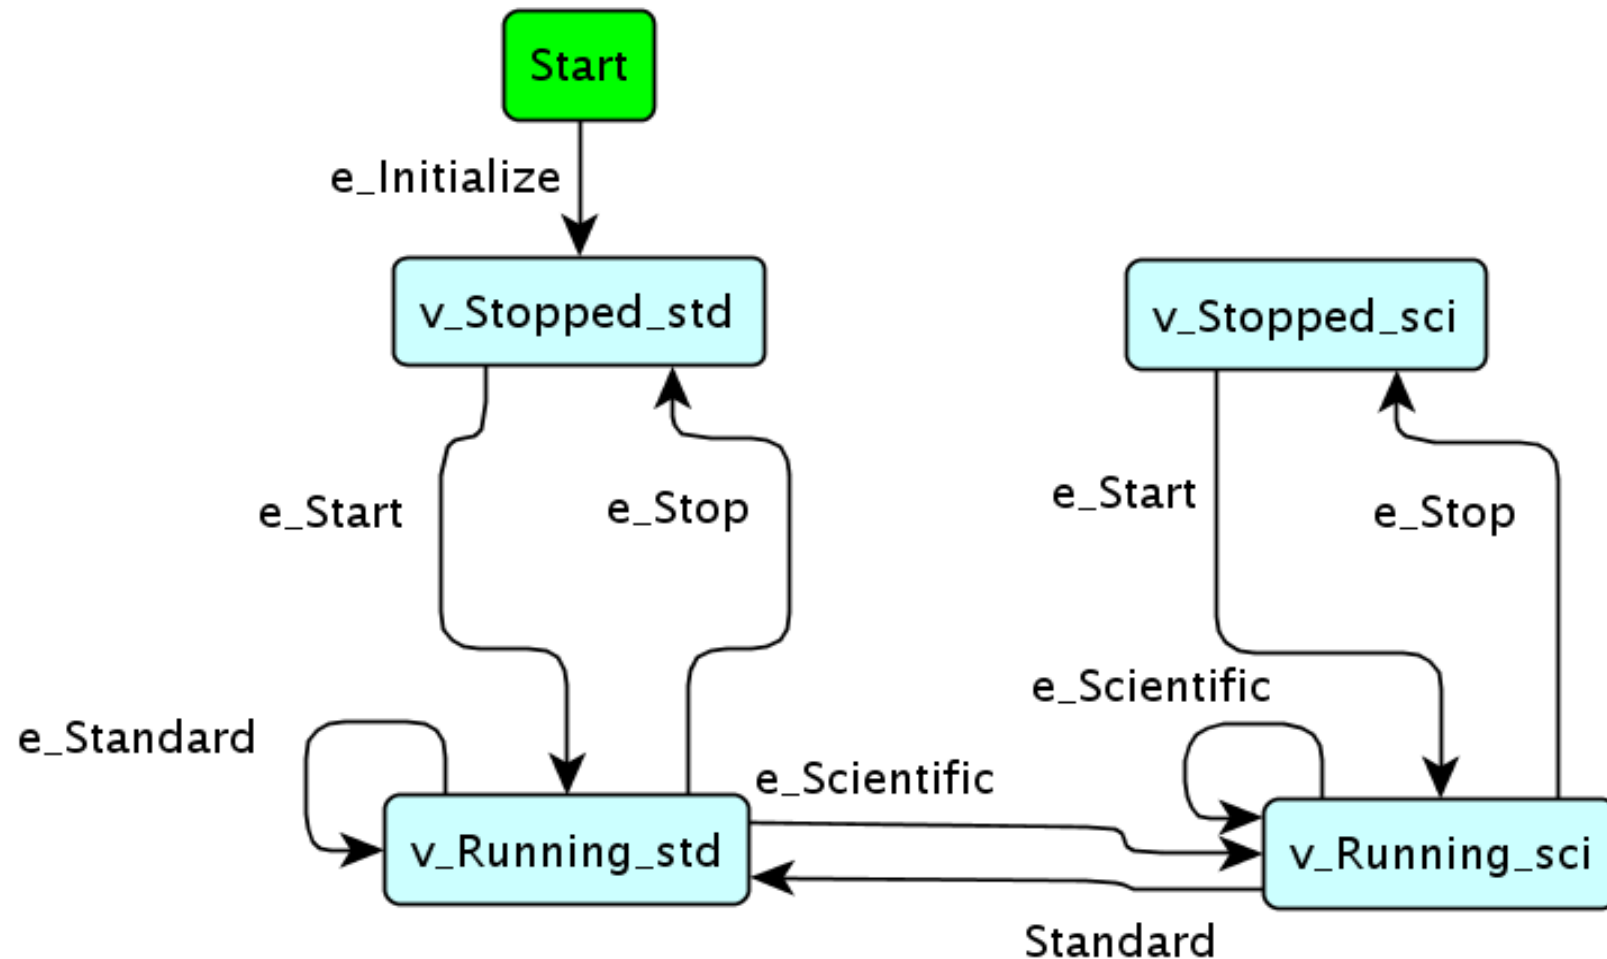 Start
e_Initialize
v_Stopped_std
v_Stopped_sci
e_Start
e_Stop
e_Start
e_Stop
e_Standard
e_Scientific
e_Scientific
v_Running_std
v_Running_sci
Standard